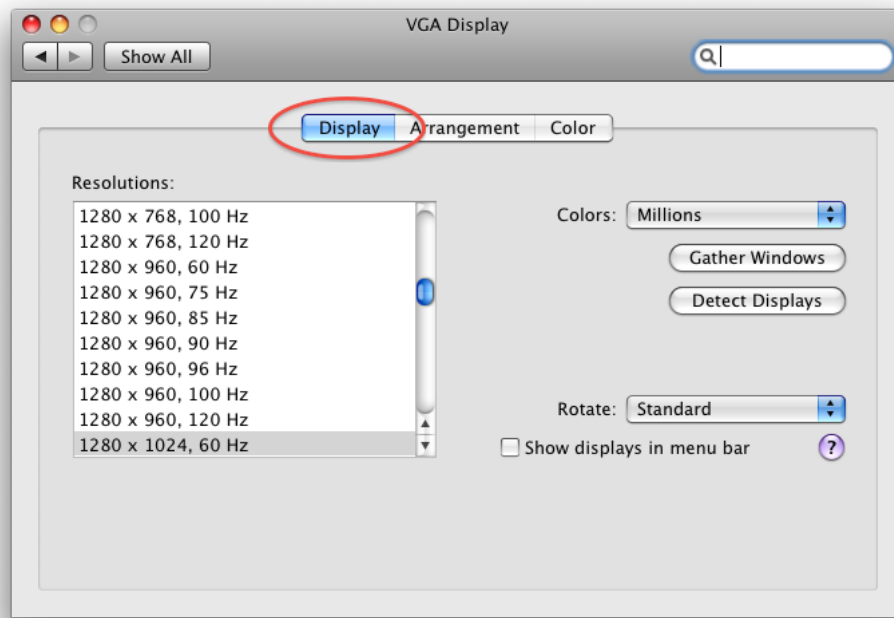 VGA Display
Show All
Display Arrangement Color
Resolutions:
1280 x 768, 100 Hz
1280 x 768, 120 Hz
1280 x 960, 60 Hz
1280 x 960, 75 Hz
1280 x 960, 85 Hz
1280 x 960, 90 Hz
1280 x 960, 96 Hz
1280 x 960, 100 Hz
1280 x 960, 120 Hz
1280 x 1024, 60 Hz
Colors: Millions
Gather Windows
Detect Displays
Rotate: Standard
Show displays in menu bar ?